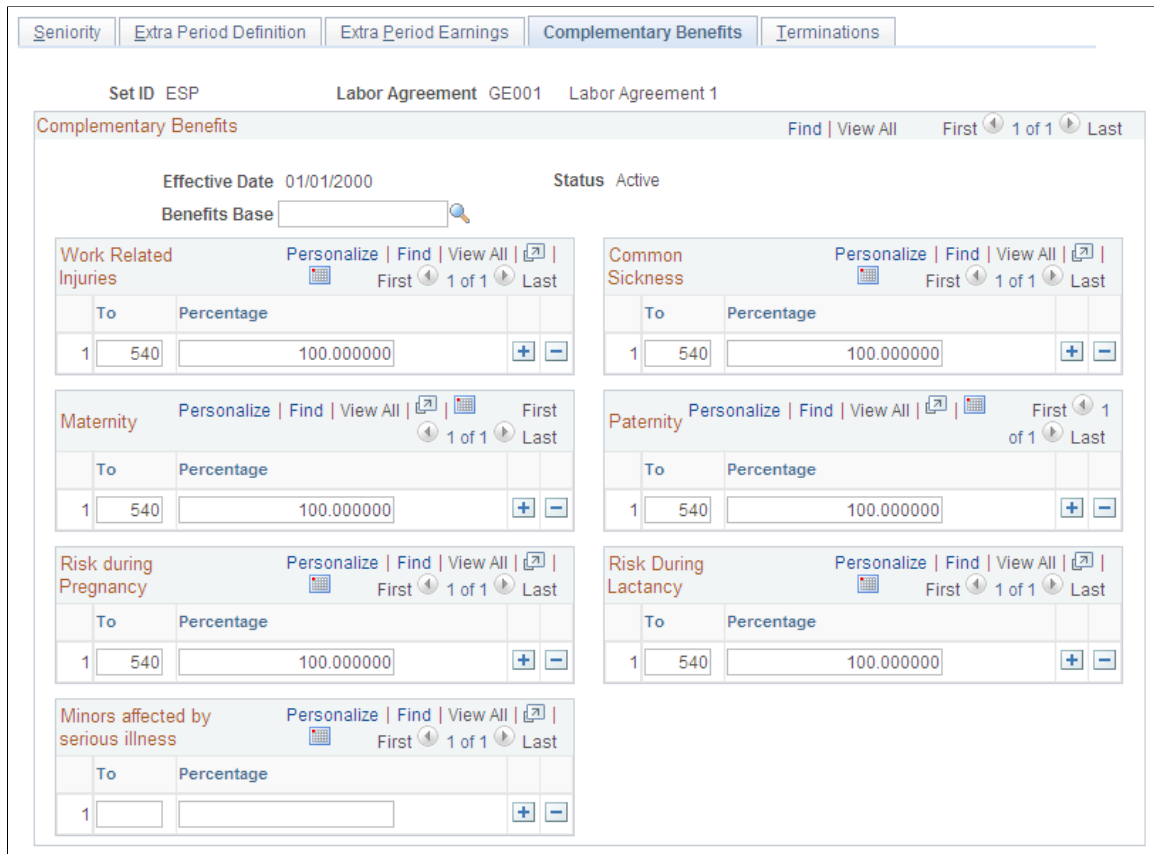 Seniority Extra Period Definition Extra Period Earnings Complementary Benefits Terminations
Set ID ESP Labor Agreement GE001 Labor Agreement 1
Complementary Benefits Find | View All First 1 of 1 Last
Effective Date 01/01/2000 Status Active
Benefits Base
Work Related Injuries Personalize | Find | View All | |
First 1 of 1 Last
To Percentage
1 540 100.000000
Common Sickness Personalize | Find | View All | |
First 1 of 1 Last
To Percentage
1 540 100.000000
Maternity Personalize | Find | View All | | First
1 of 1 Last
To Percentage
1 540 100.000000
Paternity Personalize | Find | View All | | First 1
of 1 Last
To Percentage
1 540 100.000000
Risk during Pregnancy Personalize | Find | View All | |
First 1 of 1 Last
To Percentage
1 540 100.000000
Risk During Lactancy Personalize | Find | View All | |
First 1 of 1 Last
To Percentage
1 540 100.000000
Minors affected by serious illness Personalize | Find | View All | |
First 1 of 1 Last
To Percentage
1